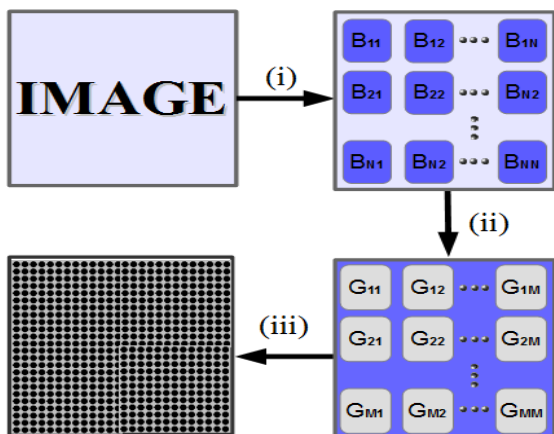 IMAGE
(i)
B11 B12 B1N
B21 B22 BN2
BN1 BN2 BNN
(ii)
G11 G12 G1M
G21 G22 G2M
GM1 GM2 GMM
(iii)